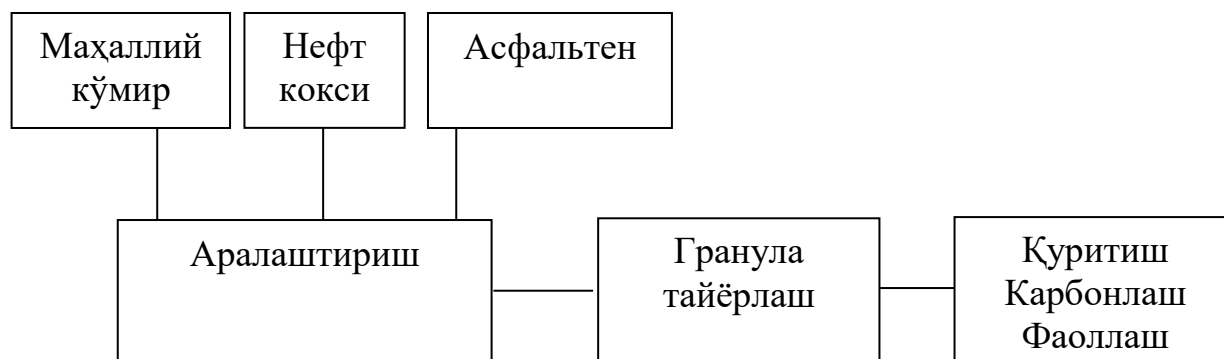 Маҳаллий
кўмир
Нефт
кокси
Асфальтен
Аралаштириш
Гранула
тайёрлаш
Қуритиш
Карбонлаш
Фаоллаш